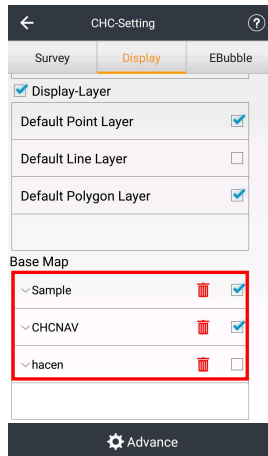 CHC-Setting ?
Survey Display EBubble
Display-Layer
Default Point Layer
Default Line Layer
Default Polygon Layer
Base Map
Sample
CHCNAV
hacen
Advance